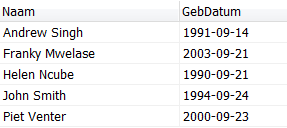 Naam GebDatum
Andrew Singh 1991-09-14
Franky Mwelase 2003-09-21
Helen Ncube 1990-09-21
John Smith 1994-09-24
Piet Venter 2000-09-23